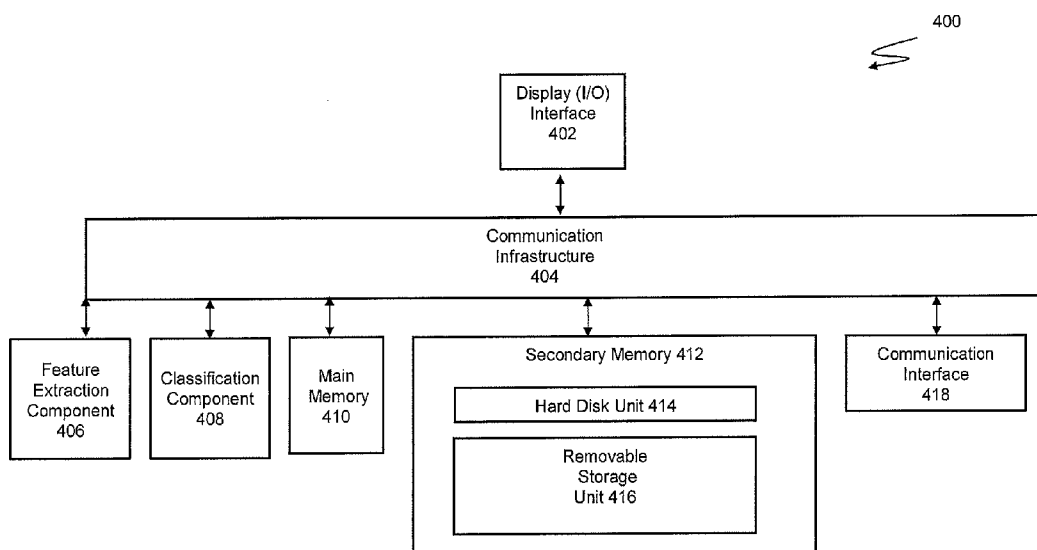 400
Display (I/O)
Interface
402
Communication
Infrastructure
404
Feature
Extraction
Component
406
Classification
Component
408
Main
Memory
410
Secondary Memory 412
Hard Disk Unit 414
Removable
Storage
Unit 416
Communication
Interface
418